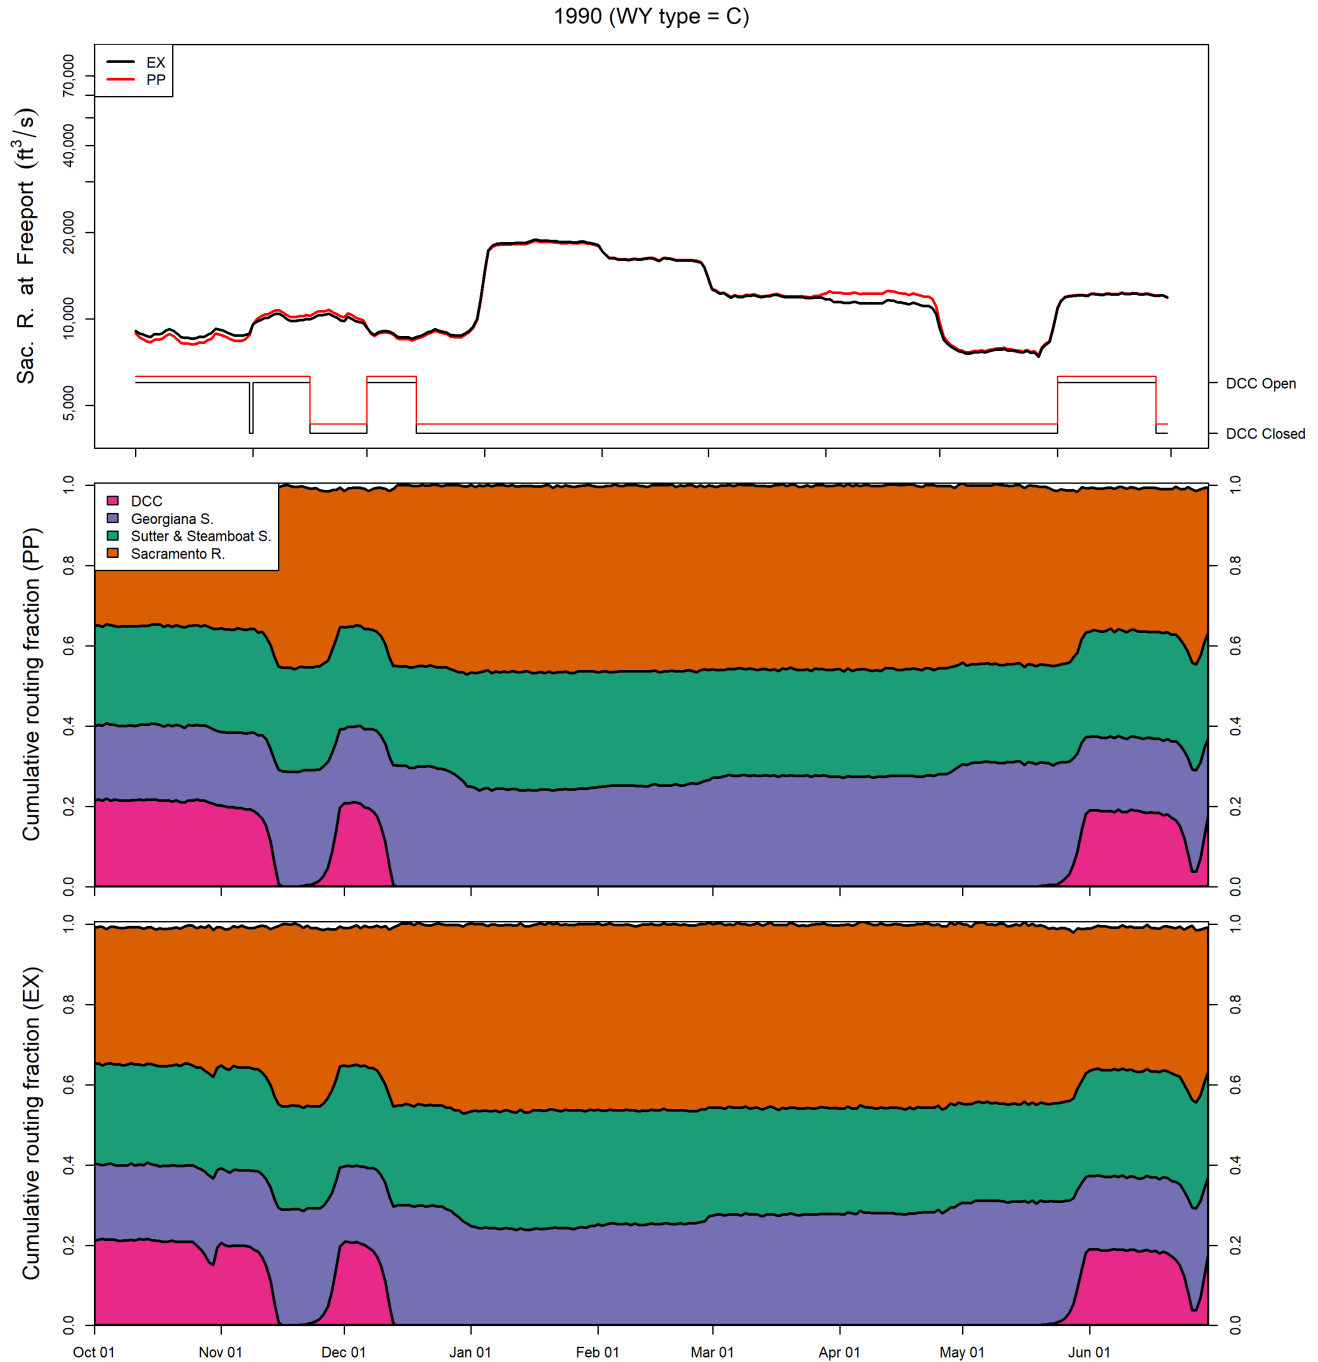 1990 (WY type = C)
Sac. R. at Freeport (ft³/s)
70,000
40,000
20,000
10,000
5,000
EX
PP
DCC Open
DCC Closed
Cumulative routing fraction (PP)
1.0
0.8
0.6
0.4
0.2
0.0
DCC
Georgiana S.
Sutter & Steamboat S.
Sacramento R.
1.0
0.8
0.6
0.4
0.2
0.0
Cumulative routing fraction (EX)
1.0
0.8
0.6
0.4
0.2
0.0
1.0
0.8
0.6
0.4
0.2
0.0
Oct 01 Nov 01 Dec 01 Jan 01 Feb 01 Mar 01 Apr 01 May 01 Jun 01